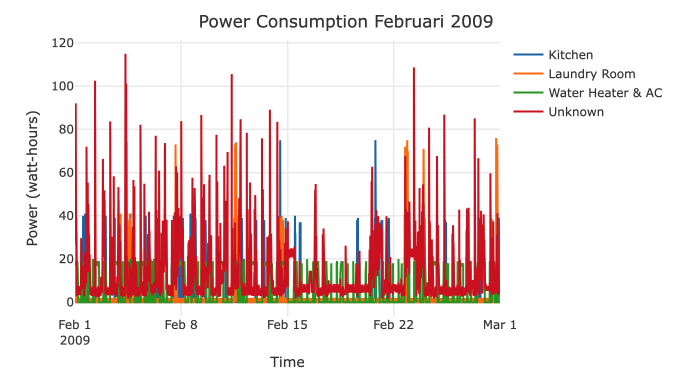 Power Consumption Februari 2009
120
100
80
60
40
20
0
Power (watt-hours)
Feb 1
2009
Feb 8
Feb 15
Feb 22
Mar 1
Time
Kitchen
Laundry Room
Water Heater & AC
Unknown